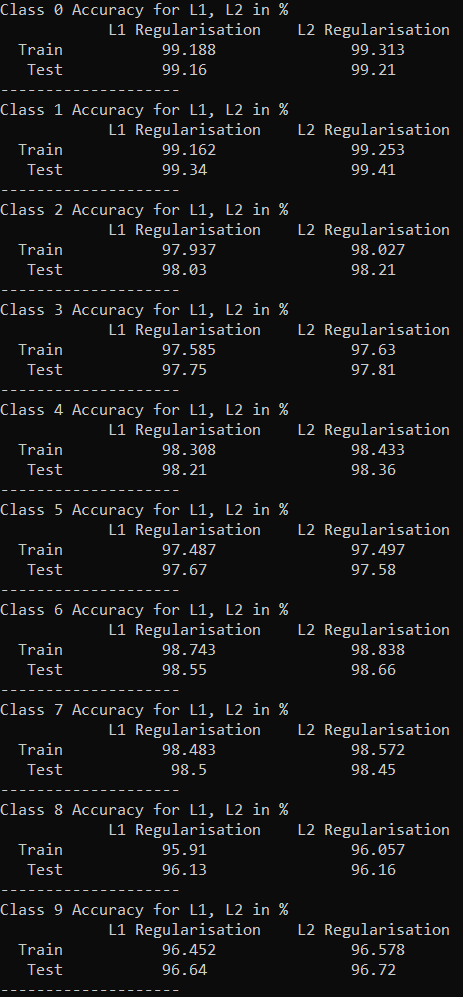 Class 0 Accuracy for L1, L2 in %
            L1 Regularisation    L2 Regularisation
  Train           99.188               99.313
   Test           99.16                99.21
--------------------
Class 1 Accuracy for L1, L2 in %
            L1 Regularisation    L2 Regularisation
  Train           99.162               99.253
   Test           99.34                99.41
--------------------
Class 2 Accuracy for L1, L2 in %
            L1 Regularisation    L2 Regularisation
  Train           97.937               98.027
   Test           98.03                98.21
--------------------
Class 3 Accuracy for L1, L2 in %
            L1 Regularisation    L2 Regularisation
  Train           97.585               97.63
   Test           97.75                97.81
--------------------
Class 4 Accuracy for L1, L2 in %
            L1 Regularisation    L2 Regularisation
  Train           98.308               98.433
   Test           98.21                98.36
--------------------
Class 5 Accuracy for L1, L2 in %
            L1 Regularisation    L2 Regularisation
  Train           97.487               97.497
   Test           97.67                97.58
--------------------
Class 6 Accuracy for L1, L2 in %
            L1 Regularisation    L2 Regularisation
  Train           98.743               98.838
   Test           98.55                98.66
--------------------
Class 7 Accuracy for L1, L2 in %
            L1 Regularisation    L2 Regularisation
  Train           98.483               98.572
   Test            98.5                98.45
--------------------
Class 8 Accuracy for L1, L2 in %
            L1 Regularisation    L2 Regularisation
  Train           95.91                96.057
   Test           96.13                96.16
--------------------
Class 9 Accuracy for L1, L2 in %
            L1 Regularisation    L2 Regularisation
  Train           96.452               96.578
   Test           96.64                96.72
--------------------